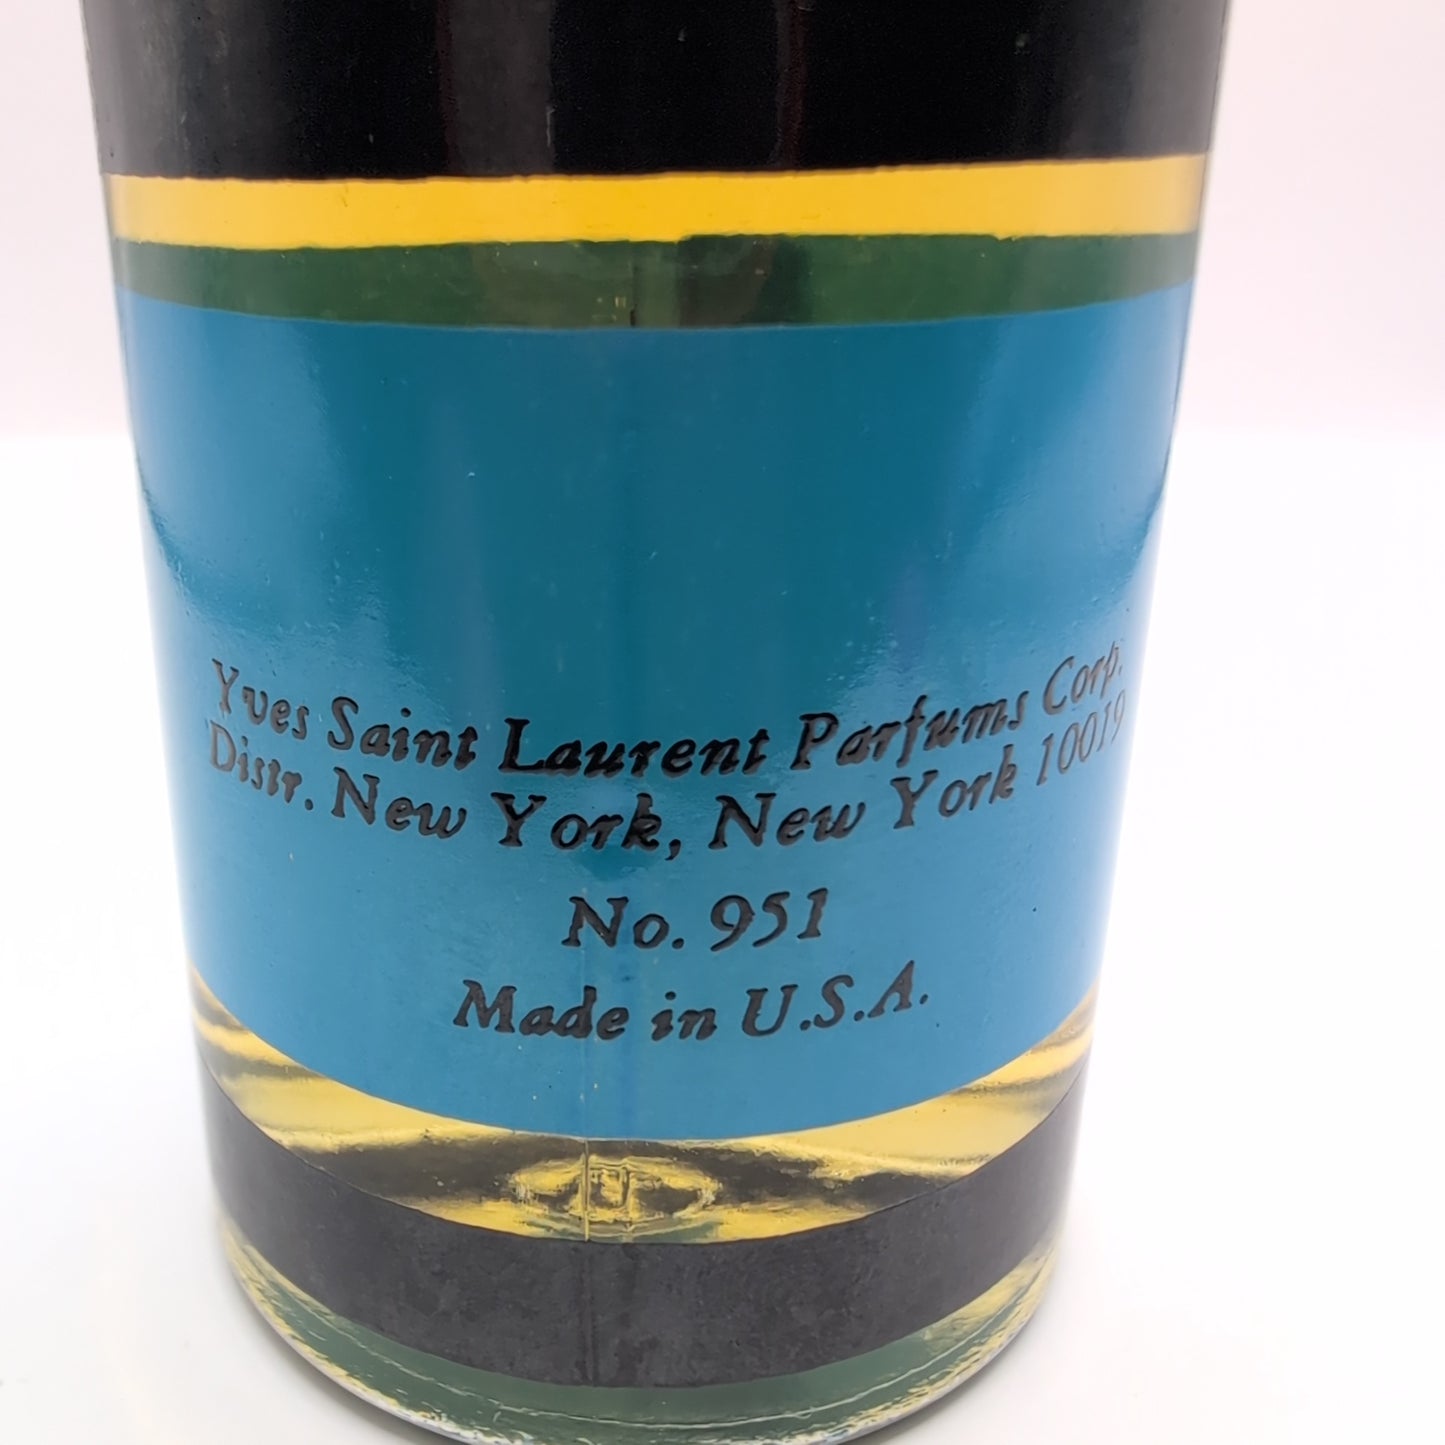 Yves Saint Laurent Parfums Corp.
Distr. New York, New York 10019
No. 951
Made in U.S.A.